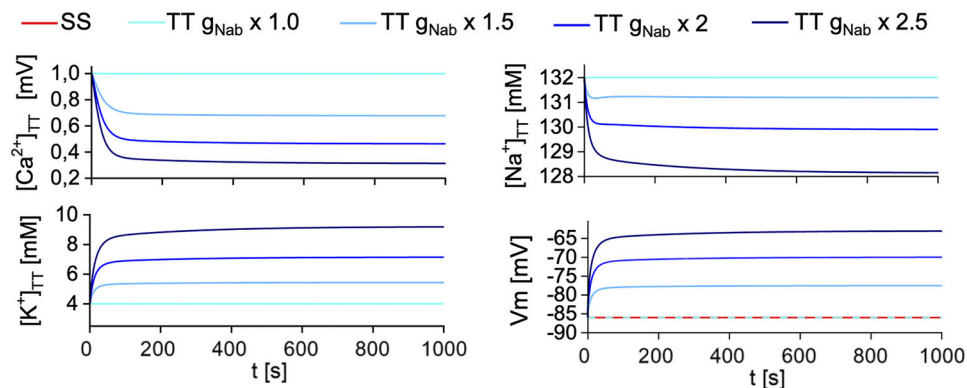 SS TT gNab x 1.0 TT gNab x 1.5 TT gNab x 2 TT gNab x 2.5
[Ca2+]TT [mV]
1,0
0,8
0,6
0,4
0,2
[Na+]TT [mM]
132
131
130
129
128
[K+]TT [mM]
10
8
6
4
0 200 400 600 800 1000
t [s]
Vm [mV]
-65
-70
-75
-80
-85
-90
0 200 400 600 800 1000
t [s]